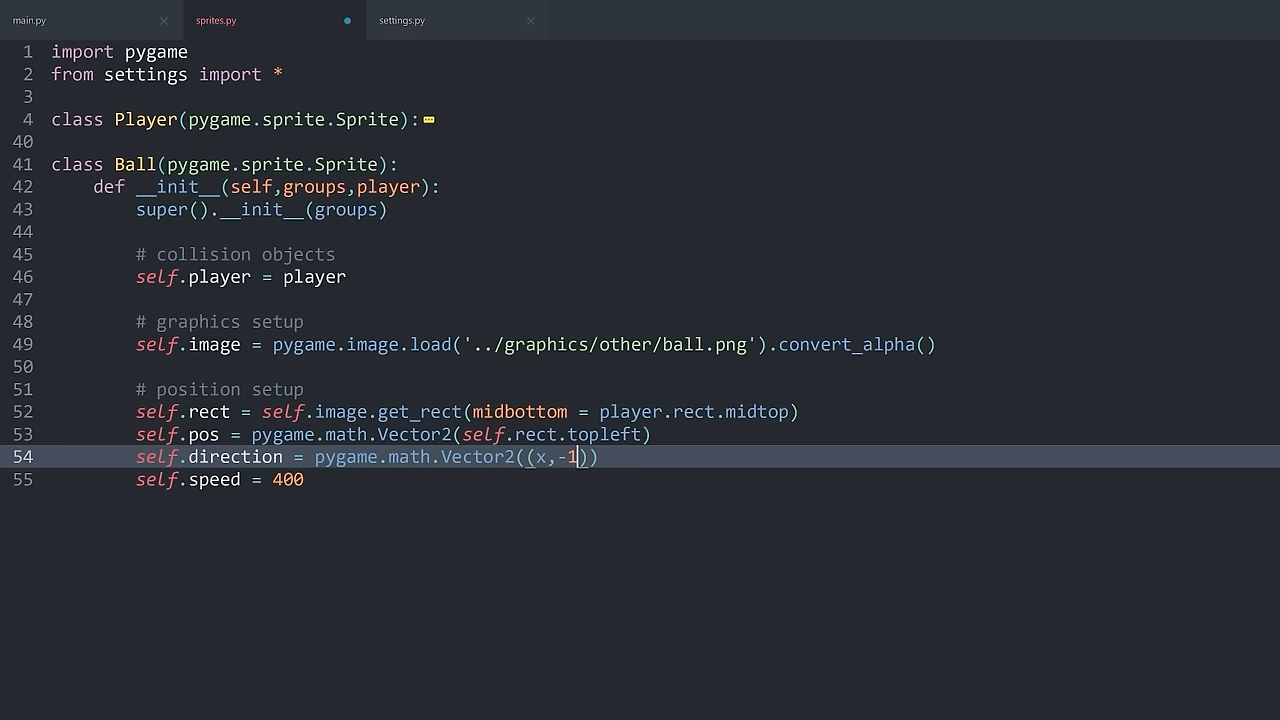 main.py
sprites.py
settings.py
1 import pygame
2 from settings import *
3
4 class Player(pygame.sprite.Sprite):
40
41 class Ball(pygame.sprite.Sprite):
42     def __init__(self,groups,player):
43         super().__init__(groups)
44
45         # collision objects
46         self.player = player
47
48         # graphics setup
49         self.image = pygame.image.load('../graphics/other/ball.png').convert_alpha()
50
51         # position setup
52         self.rect = self.image.get_rect(midbottom = player.rect.midtop)
53         self.pos = pygame.math.Vector2(self.rect.topleft)
54         self.direction = pygame.math.Vector2((x,-1))
55         self.speed = 400